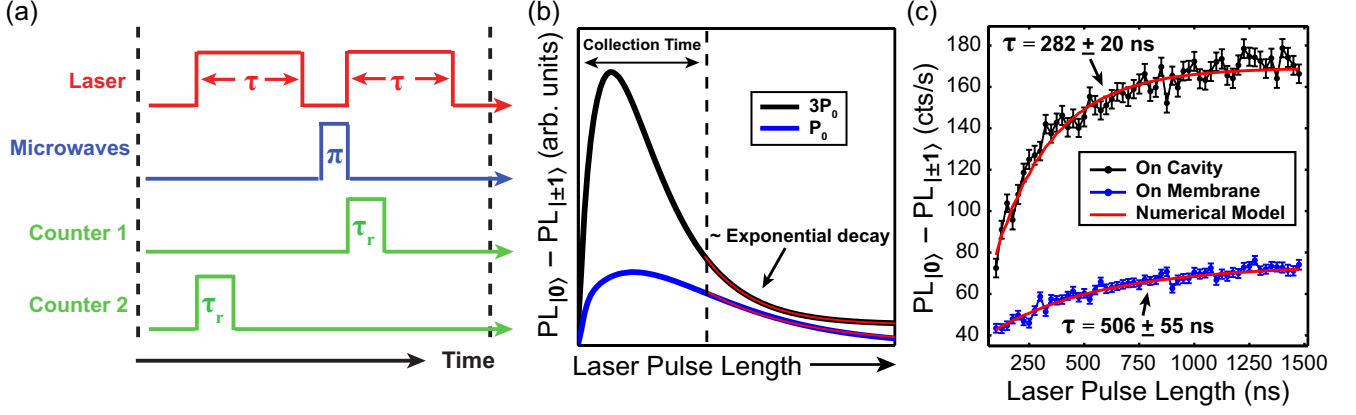 (a)
Laser
τ
τ
Microwaves
π
Counter 1
τr
Counter 2
τr
Time
(b)
PL|0⟩ − PL|±1⟩ (arb. units)
Collection Time
3P0
P0
~ Exponential decay
Laser Pulse Length
(c)
PL|0⟩ − PL|±1⟩ (cts/s)
180
160
140
120
100
80
60
40
τ = 282 ± 20 ns
On Cavity
On Membrane
Numerical Model
τ = 506 ± 55 ns
250 500 750 1000 1250 1500
Laser Pulse Length (ns)